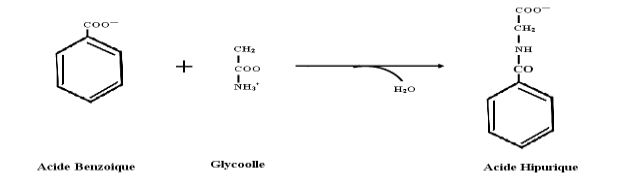 COO⁻
+
CH₂
COO
NH₃⁺
H₂O
COO⁻
CH₂
NH
CO
Acide Benzoique
Glycoolle
Acide Hipurique